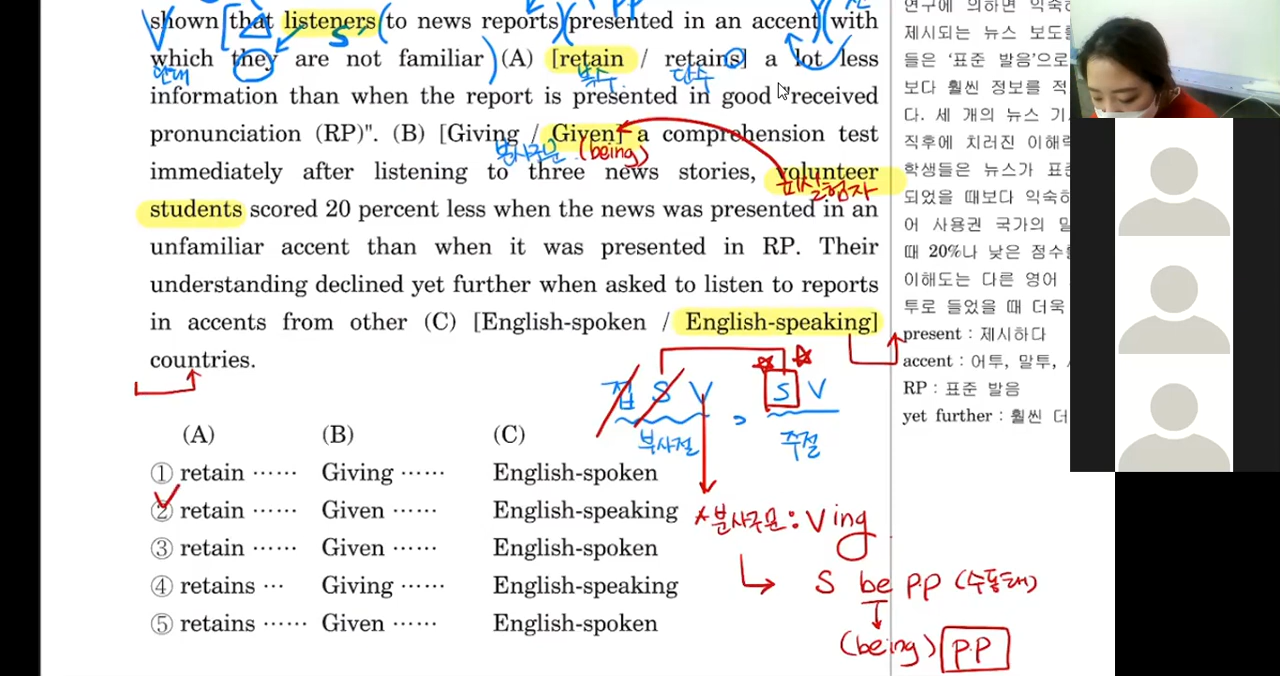 shown that listeners to news reports presented in an accent with
which they are not familiar (A) [retain / retains] a lot less
단체 복수 단수
information than when the report is presented in good "received
pronunciation (RP)". (B) [Giving / Given] a comprehension test
분사구문 (being)
immediately after listening to three news stories, volunteer
피실험자
students scored 20 percent less when the news was presented in an
unfamiliar accent than when it was presented in RP. Their
understanding declined yet further when asked to listen to reports
in accents from other (C) [English-spoken / English-speaking]
countries.
접 S V , S V
부사절 주절
(A) (B) (C)
① retain ······ Giving ······ English-spoken
② retain ······ Given ······ English-speaking
③ retain ······ Given ······ English-spoken
④ retains ··· Giving ······ English-speaking
⑤ retains ······ Given ······ English-spoken
*분사구문: Ving
S be p.p (수동태)
(being) p.p
연구에 의하면 익숙하
제시되는 뉴스 보도를
들은 '표준 발음'으로
보다 훨씬 정보를 적
다. 세 개의 뉴스 기
직후에 치러진 이해력
학생들은 뉴스가 표준
되었을 때보다 익숙하
어 사용권 국가의 말
때 20%나 낮은 점수를
이해도는 다른 영어
투로 들었을 때 더욱
present : 제시하다
accent : 어투, 말투,
RP : 표준 발음
yet further : 훨씬 더